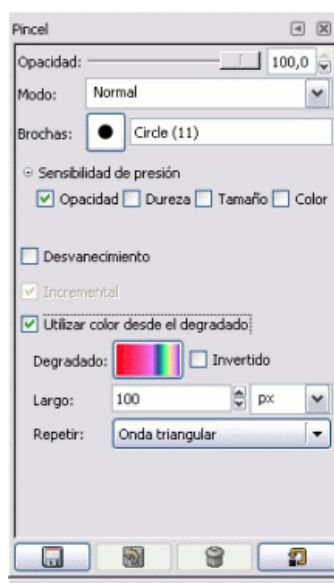 Pincel
Opacidad: 100,0
Modo: Normal
Brochas: Circle (11)
Sensibilidad de presión
Opacidad Dureza Tamaño Color
Desvanecimiento
Incremental
Utilizar color desde el degradado
Degradado: Invertido
Largo: 100 px
Repetir: Onda triangular